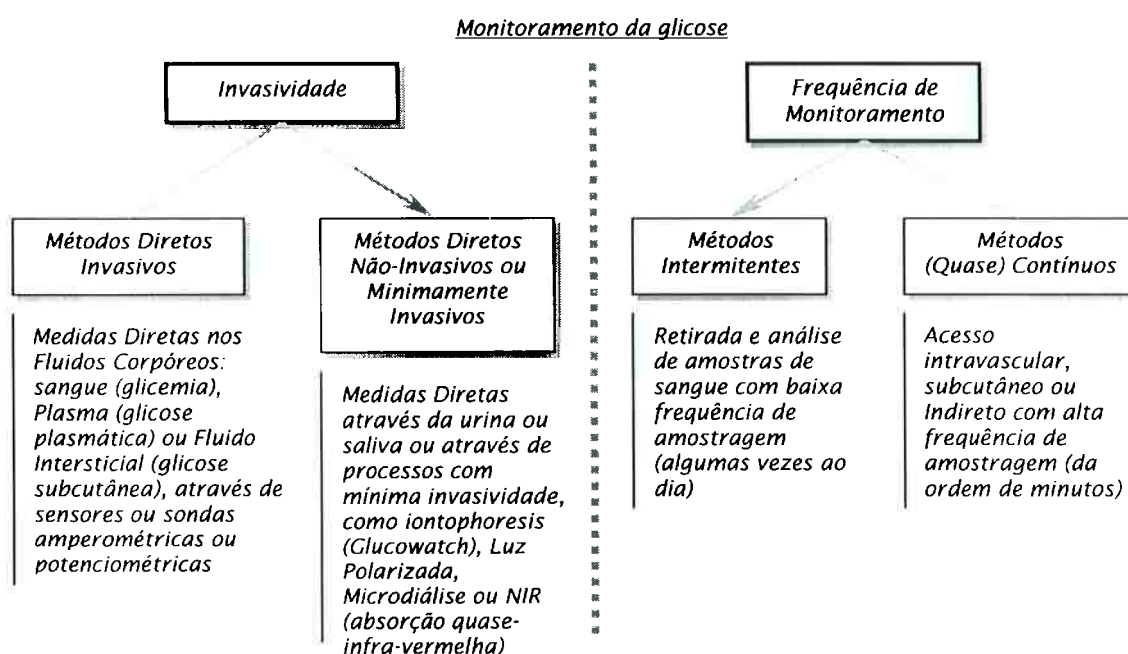 Monitoramento da glicose
Invasividade
Métodos Diretos
Invasivos
Medidas Diretas nos
Fluidos Corpóreos:
sangue (glicemia),
Plasma (glicose
plasmática) ou Fluido
Intersticial (glicose
subcutânea), através de
sensores ou sondas
amperométricas ou
potenciométricas
Métodos Diretos
Não-Invasivos ou
Minimamente
Invasivos
Medidas Diretas
através da urina ou
saliva ou através de
processos com
mínima invasividade,
como iontophoresis
(Glucowatch), Luz
Polarizada,
Microdiálise ou NIR
(absorção quase-
infra-vermelha)
Frequência de
Monitoramento
Métodos
Intermitentes
Retirada e análise
de amostras de
sangue com baixa
frequência de
amostragem
(algumas vezes ao
dia)
Métodos
(Quase) Contínuos
Acesso
intravascular,
subcutâneo ou
Indireto com alta
frequência de
amostragem (da
ordem de minutos)